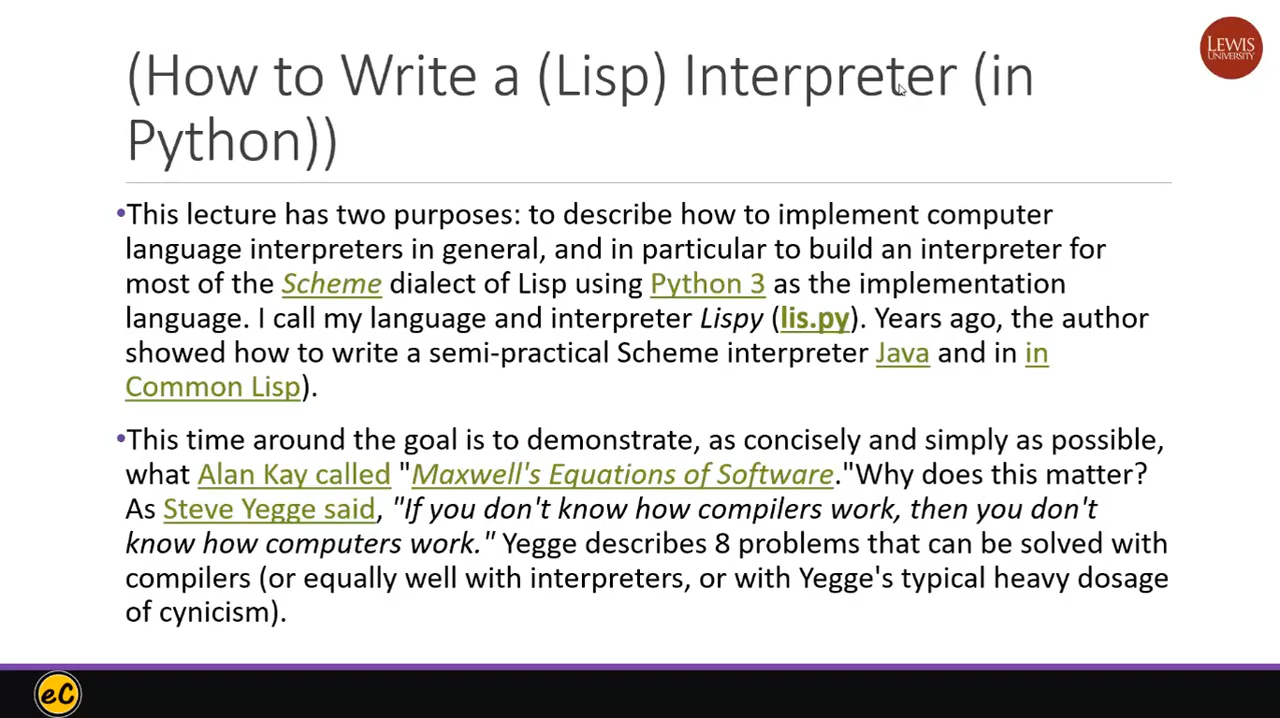 (How to Write a (Lisp) Interpreter (in
Python))
LEWIS
UNIVERSITY
•This lecture has two purposes: to describe how to implement computer
language interpreters in general, and in particular to build an interpreter for
most of the Scheme dialect of Lisp using Python 3 as the implementation
language. I call my language and interpreter Lispy (lis.py). Years ago, the author
showed how to write a semi-practical Scheme interpreter Java and in in
Common Lisp).
•This time around the goal is to demonstrate, as concisely and simply as possible,
what Alan Kay called "Maxwell's Equations of Software."Why does this matter?
As Steve Yegge said, "If you don't know how compilers work, then you don't
know how computers work." Yegge describes 8 problems that can be solved with
compilers (or equally well with interpreters, or with Yegge's typical heavy dosage
of cynicism).
eC